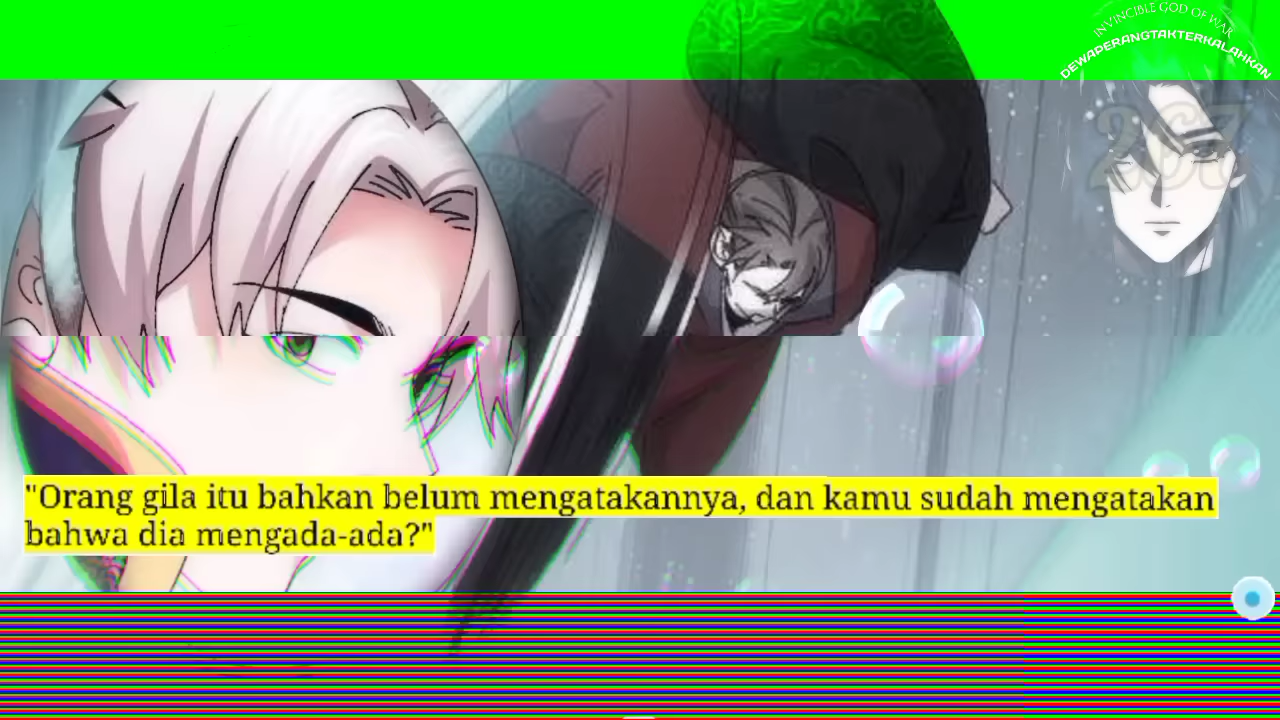 INVINCIBLE GOD OF WAR
DEWAPERANGTAKTERKALAHKAN
267
"Orang gila itu bahkan belum mengatakannya, dan kamu sudah mengatakan
bahwa dia mengada-ada?"